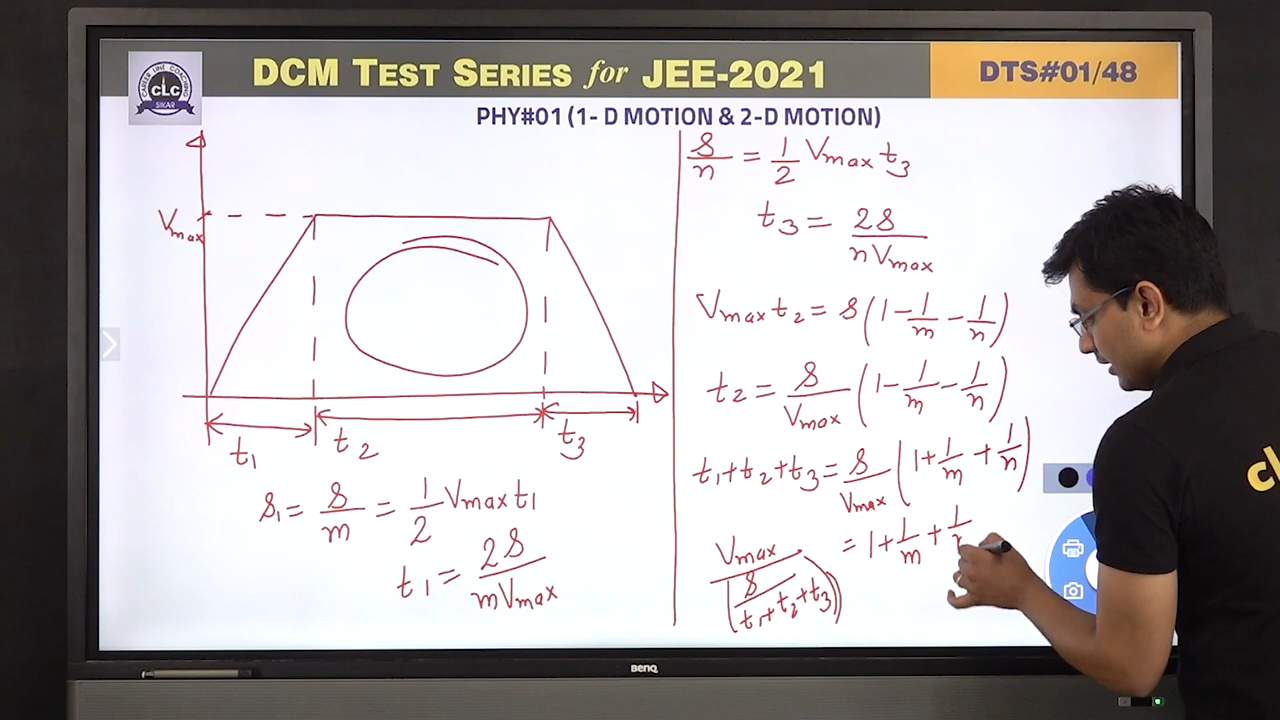 CAREER LINE COACHING
CLC
SIKAR
DCM TEST SERIES for JEE-2021
DTS#01/48
PHY#01 (1- D MOTION & 2-D MOTION)
Vmax
t₁
t₂
t₃
S₁ = S/m = 1/2 Vmax t₁
t₁ = 2S/mVmax
S/n = 1/2 Vmax t₃
t₃ = 2S/nVmax
Vmax t₂ = S(1 - 1/m - 1/n)
t₂ = S/Vmax (1 - 1/m - 1/n)
t₁ + t₂ + t₃ = S/Vmax (1 + 1/m + 1/n)
Vmax/(S/(t₁ + t₂ + t₃)) = 1 + 1/m + 1/
BenQ